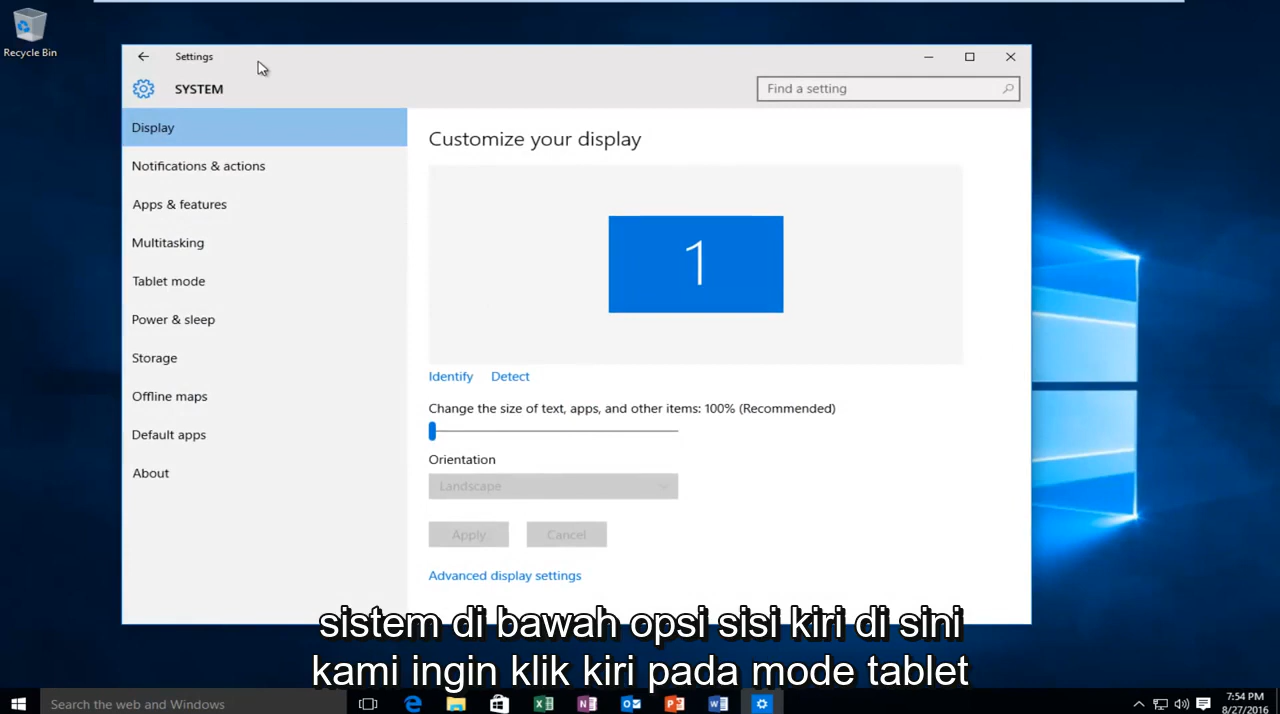 Recycle Bin
Settings
SYSTEM
Find a setting
Display
Notifications & actions
Apps & features
Multitasking
Tablet mode
Power & sleep
Storage
Offline maps
Default apps
About
Customize your display
1
Identify Detect
Change the size of text, apps, and other items: 100% (Recommended)
Orientation
Landscape
Apply Cancel
Advanced display settings
sistem di bawah opsi sisi kiri di sini
kami ingin klik kiri pada mode tablet
Search the web and Windows
7:54 PM
8/27/2016